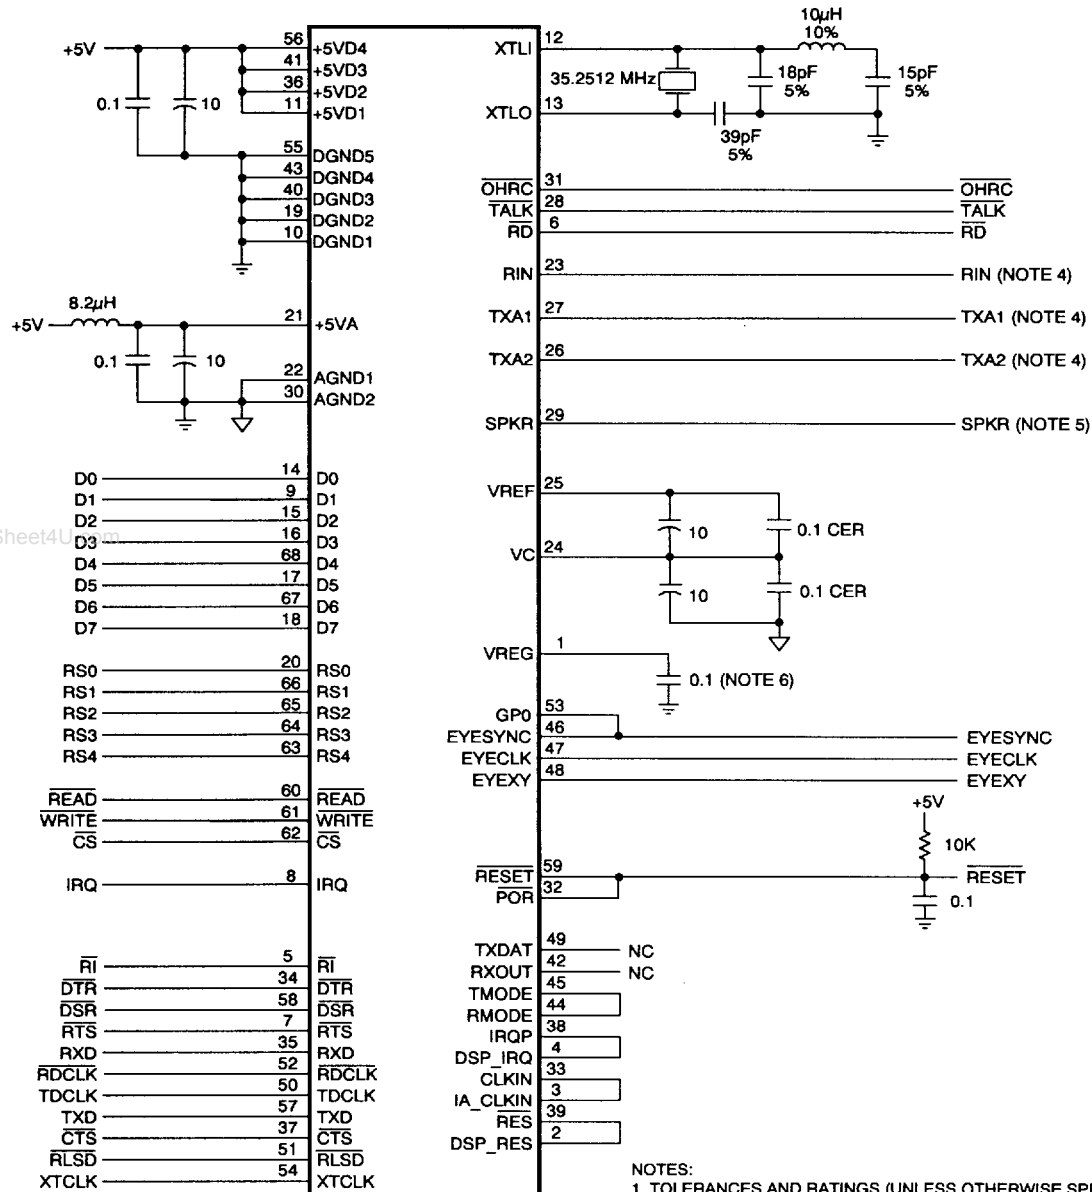 10µH
10%
+5V
56
+5VD4
41
+5VD3
36
+5VD2
11
+5VD1
0.1
10
55
DGND5
43
DGND4
40
DGND3
19
DGND2
10
DGND1
XTLI
12
35.2512 MHz
18pF
5%
15pF
5%
XTLO
13
39pF
5%
OHRC
31
OHRC
TALK
28
TALK
RD
6
RD
RIN
23
RIN (NOTE 4)
TXA1
27
TXA1 (NOTE 4)
TXA2
26
TXA2 (NOTE 4)
SPKR
29
SPKR (NOTE 5)
8.2µH
+5V
21
+5VA
0.1
10
22
AGND1
30
AGND2
D0 14 D0
D1 9 D1
D2 15 D2
D3 16 D3
D4 68 D4
D5 17 D5
D6 67 D6
D7 18 D7
RS0 20 RS0
RS1 66 RS1
RS2 65 RS2
RS3 64 RS3
RS4 63 RS4
READ 60 READ
WRITE 61 WRITE
CS 62 CS
IRQ 8 IRQ
RI 5 RI
DTR 34 DTR
DSR 58 DSR
RTS 7 RTS
RXD 35 RXD
RDCLK 52 RDCLK
TDCLK 50 TDCLK
TXD 57 TXD
CTS 37 CTS
RLSD 51 RLSD
XTCLK 54 XTCLK
VREF 25
10
0.1 CER
VC 24
10
0.1 CER
VREG 1
0.1 (NOTE 6)
GP0 53
EYESYNC 46 EYESYNC
EYECLK 47 EYECLK
EYEXY 48 EYEXY
+5V
10K
RESET 59 RESET
POR 32
0.1
TXDAT 49 NC
RXOUT 42 NC
TMODE 45
RMODE 44
IRQP 38
DSP_IRQ 4
CLKIN 33
IA_CLKIN 3
RES 39
DSP_RES 2
NOTES:
1. TOLERANCES AND RATINGS (UNLESS OTHERWISE